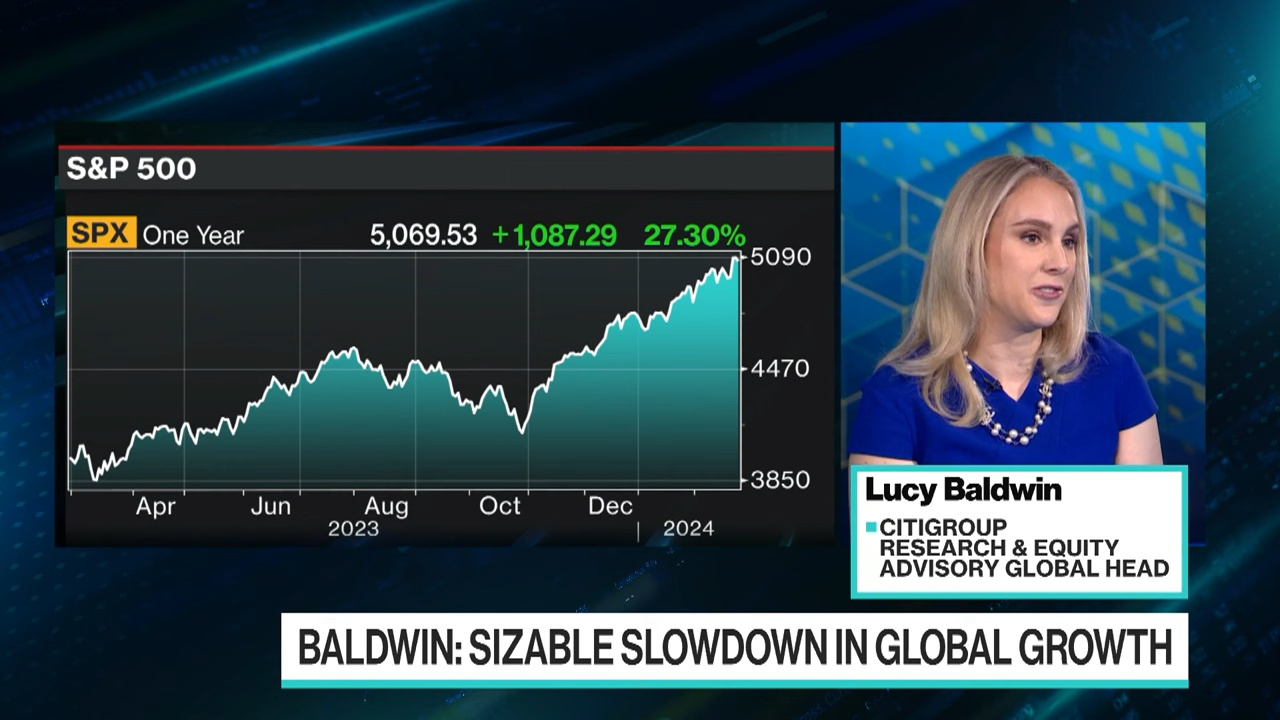 S&P 500
SPX One Year 5,069.53 +1,087.29 27.30%
5090
4470
3850
Apr Jun Aug Oct Dec
2023 2024
Lucy Baldwin
CITIGROUP
RESEARCH & EQUITY
ADVISORY GLOBAL HEAD
BALDWIN: SIZABLE SLOWDOWN IN GLOBAL GROWTH